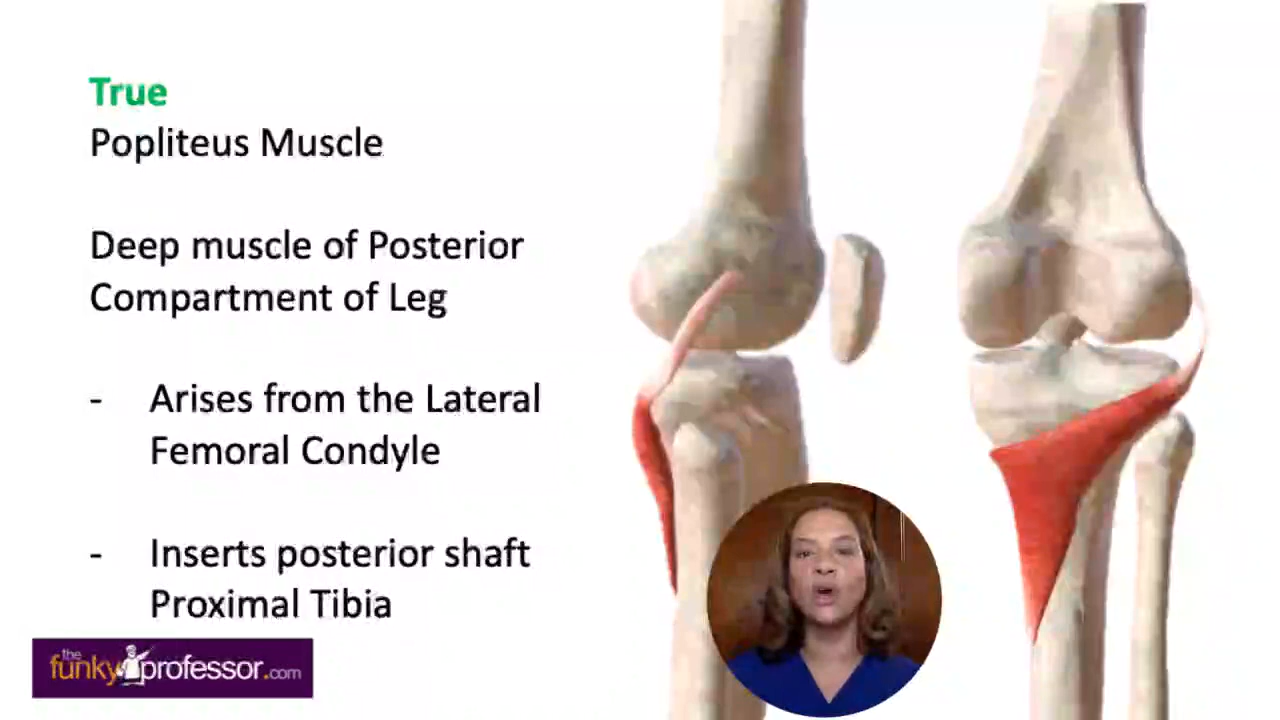 True
Popliteus Muscle
Deep muscle of Posterior
Compartment of Leg
- Arises from the Lateral
Femoral Condyle
- Inserts posterior shaft
Proximal Tibia
the
funky professor.com